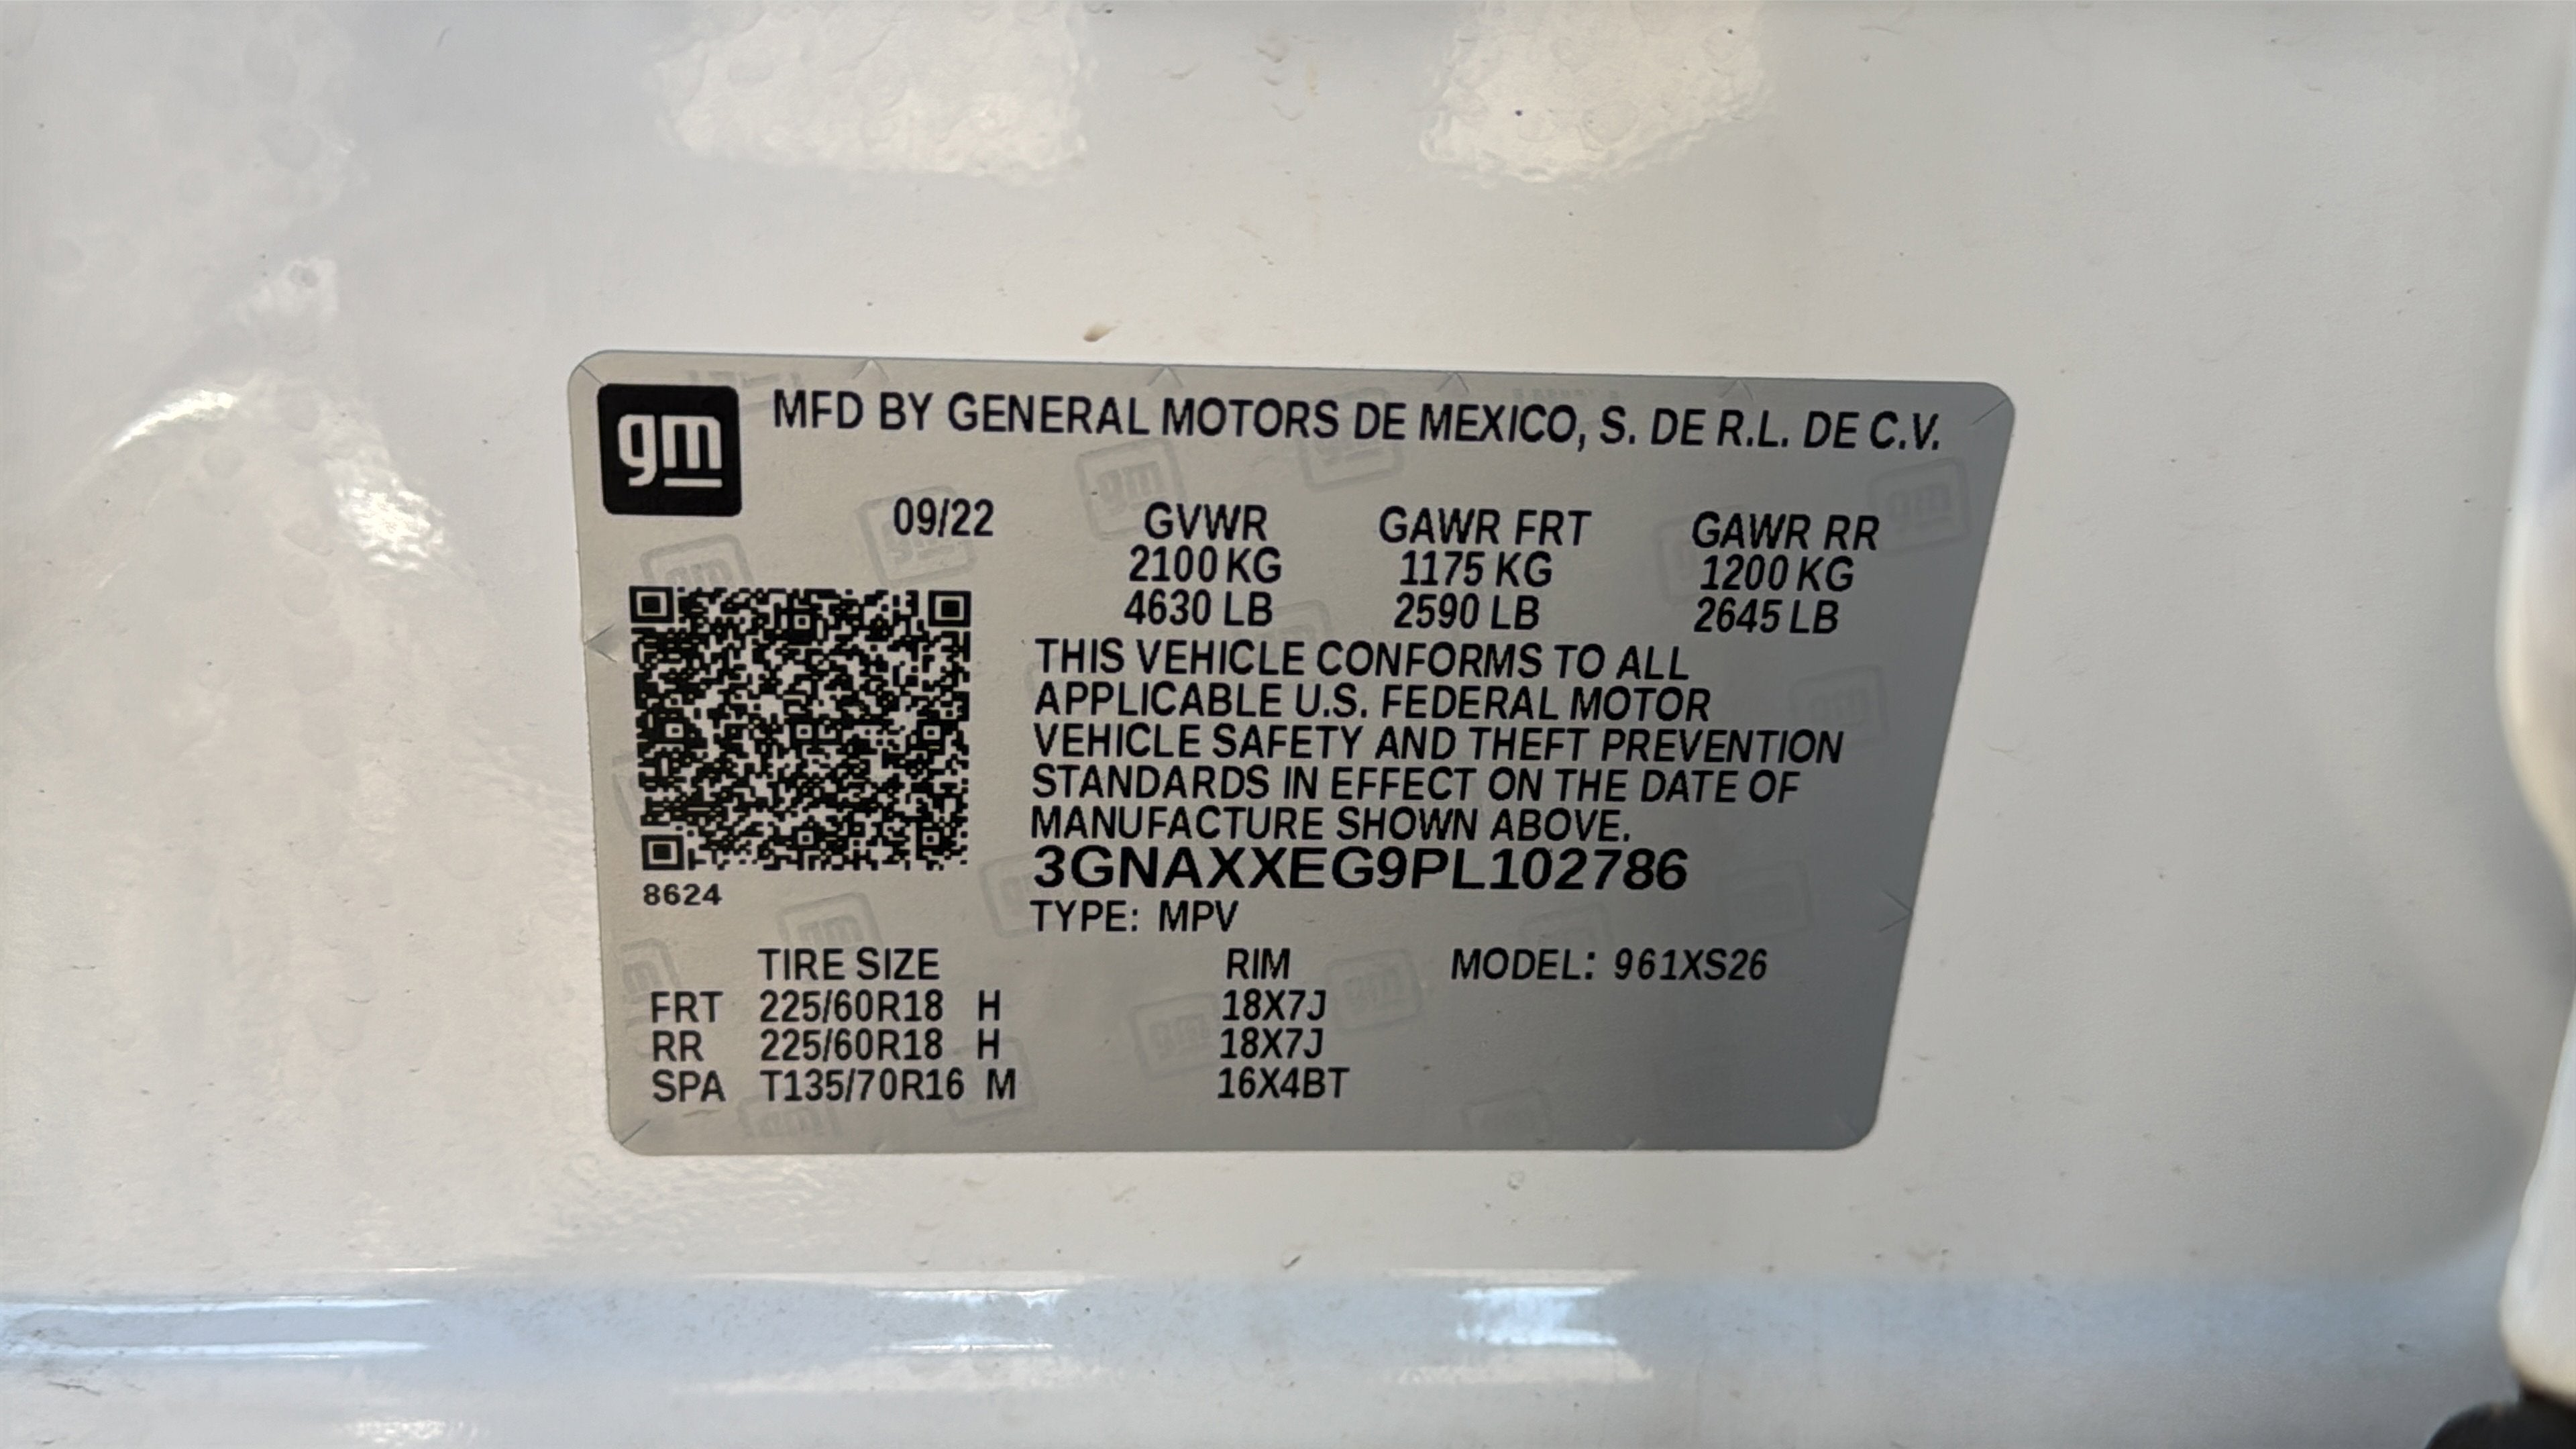 gm
MFD BY GENERAL MOTORS DE MEXICO, S. DE R.L. DE C.V.
09/22 GVWR GAWR FRT GAWR RR
2100 KG 1175 KG 1200 KG
4630 LB 2590 LB 2645 LB
THIS VEHICLE CONFORMS TO ALL
APPLICABLE U.S. FEDERAL MOTOR
VEHICLE SAFETY AND THEFT PREVENTION
STANDARDS IN EFFECT ON THE DATE OF
MANUFACTURE SHOWN ABOVE.
3GNAXXEG9PL102786
8624
TYPE: MPV
TIRE SIZE RIM MODEL: 961XS26
FRT 225/60R18 H 18X7J
RR 225/60R18 H 18X7J
SPA T135/70R16 M 16X4BT